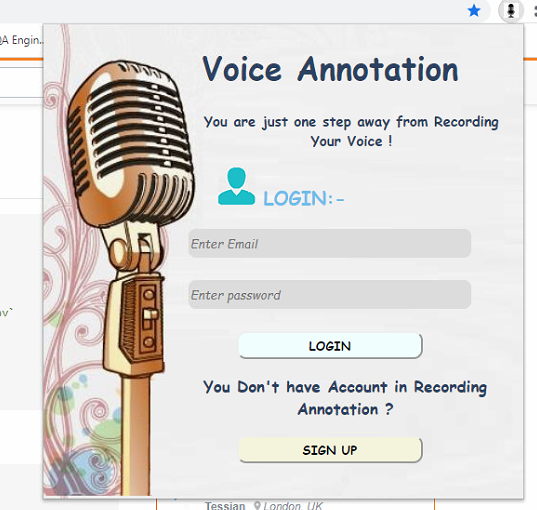 QA Engin..
Voice Annotation
You are just one step away from Recording
Your Voice !
LOGIN:-
Enter Email
Enter password
LOGIN
You Don't have Account in Recording
Annotation ?
SIGN UP
Tessian London, UK